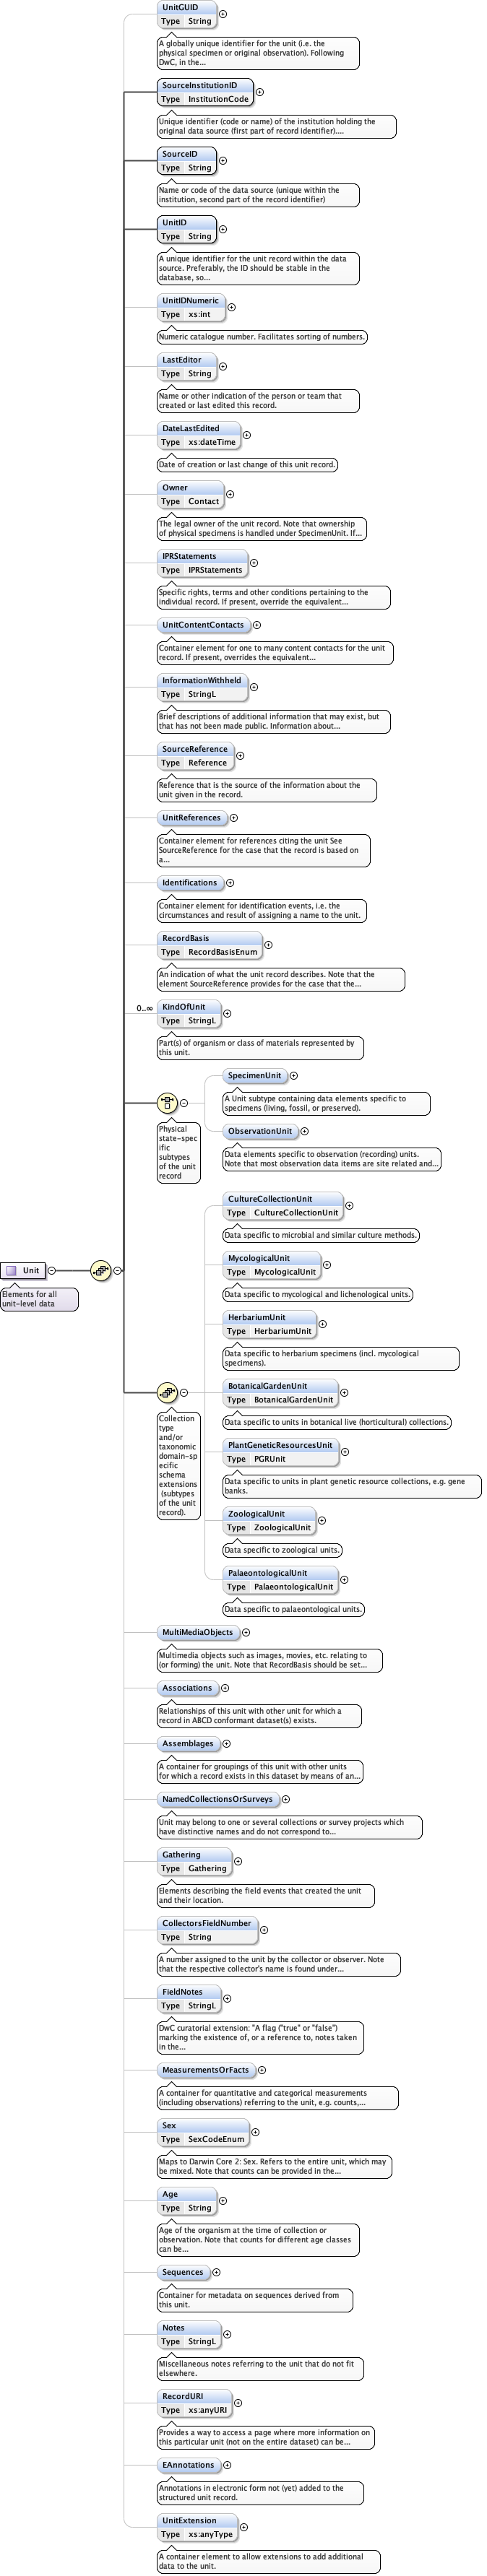 UnitGUID
Type String
A globally unique identifier for the unit (i.e. the
physical specimen or original observation). Following
DwC, in the...
SourceInstitutionID
Type InstitutionCode
Unique identifier (code or name) of the institution holding the
original data source (first part of record identifier)....
SourceID
Type String
Name or code of the data source (unique within the
institution, second part of the record identifier)
UnitID
Type String
A unique identifier for the unit record within the data
source. Preferably, the ID should be stable in the
database, so...
UnitIDNumeric
Type xs:int
Numeric catalogue number. Facilitates sorting of numbers.
LastEditor
Type String
Name or other indication of the person or team that
created or last edited this record.
DateLastEdited
Type xs:dateTime
Date of creation or last change of this unit record.
Owner
Type Contact
The legal owner of the unit record. Note that ownership
of physical specimens is handled under SpecimenUnit. If...
IPRStatements
Type IPRStatements
Specific rights, terms and other conditions pertaining to the
individual record. If present, override the equivalent...
UnitContentContacts
Container element for one to many content contacts for the unit
record. If present, overrides the equivalent...
InformationWithheld
Type StringL
Brief descriptions of additional information that may exist, but
that has not been made public. Information about...
SourceReference
Type Reference
Reference that is the source of the information about the
unit given in the record.
UnitReferences
Container element for references citing the unit See
SourceReference for the case that the record is based on
a...
Identifications
Container element for identification events, i.e. the
circumstances and result of assigning a name to the unit.
RecordBasis
Type RecordBasisEnum
An indication of what the unit record describes. Note that the
element SourceReference provides for the case that the...
0..∞
KindOfUnit
Type StringL
Part(s) of organism or class of materials represented by
this unit.
Physical
state-spec
ific
subtypes
of the unit
record
SpecimenUnit
A Unit subtype containing data elements specific to
specimens (living, fossil, or preserved).
ObservationUnit
Data elements specific to observation (recording) units.
Note that most observation data items are site related and...
Unit
Elements for all
unit-level data
Collection
type
and/or
taxonomic
domain-sp
ecific
schema
extensions
(subtypes
of the unit
record).
CultureCollectionUnit
Type CultureCollectionUnit
Data specific to microbial and similar culture methods.
MycologicalUnit
Type MycologicalUnit
Data specific to mycological and lichenological units.
HerbariumUnit
Type HerbariumUnit
Data specific to herbarium specimens (incl. mycological
specimens).
BotanicalGardenUnit
Type BotanicalGardenUnit
Data specific to units in botanical live (horticultural) collections.
PlantGeneticResourcesUnit
Type PGRUnit
Data specific to units in plant genetic resource collections, e.g. gene
banks.
ZoologicalUnit
Type ZoologicalUnit
Data specific to zoological units.
PalaeontologicalUnit
Type PalaeontologicalUnit
Data specific to palaeontological units.
MultiMediaObjects
Multimedia objects such as images, movies, etc. relating to
(or forming) the unit. Note that RecordBasis should be set...
Associations
Relationships of this unit with other unit for which a
record in ABCD conformant dataset(s) exists.
Assemblages
A container for groupings of this unit with other units
for which a record exists in this dataset by means of an...
NamedCollectionsOrSurveys
Unit may belong to one or several collections or survey projects which
have distinctive names and do not correspond to...
Gathering
Type Gathering
Elements describing the field events that created the unit
and their location.
CollectorsFieldNumber
Type String
A number assigned to the unit by the collector or observer. Note
that the respective collector's name is found under...
FieldNotes
Type StringL
DwC curatorial extension: "A flag ("true" or "false")
marking the existence of, or a reference to, notes taken
in the...
MeasurementsOrFacts
A container for quantitative and categorical measurements
(including observations) referring to the unit, e.g. counts,...
Sex
Type SexCodeEnum
Maps to Darwin Core 2: Sex. Refers to the entire unit, which may
be mixed. Note that counts can be provided in the...
Age
Type String
Age of the organism at the time of collection or
observation. Note that counts for different age classes
can be...
Sequences
Container for metadata on sequences derived from
this unit.
Notes
Type StringL
Miscellaneous notes referring to the unit that do not fit
elsewhere.
RecordURI
Type xs:anyURI
Provides a way to access a page where more information on
this particular unit (not on the entire dataset) can be...
EAnnotations
Annotations in electronic form not (yet) added to the
structured unit record.
UnitExtension
Type xs:anyType
A container element to allow extensions to add additional
data to the unit.